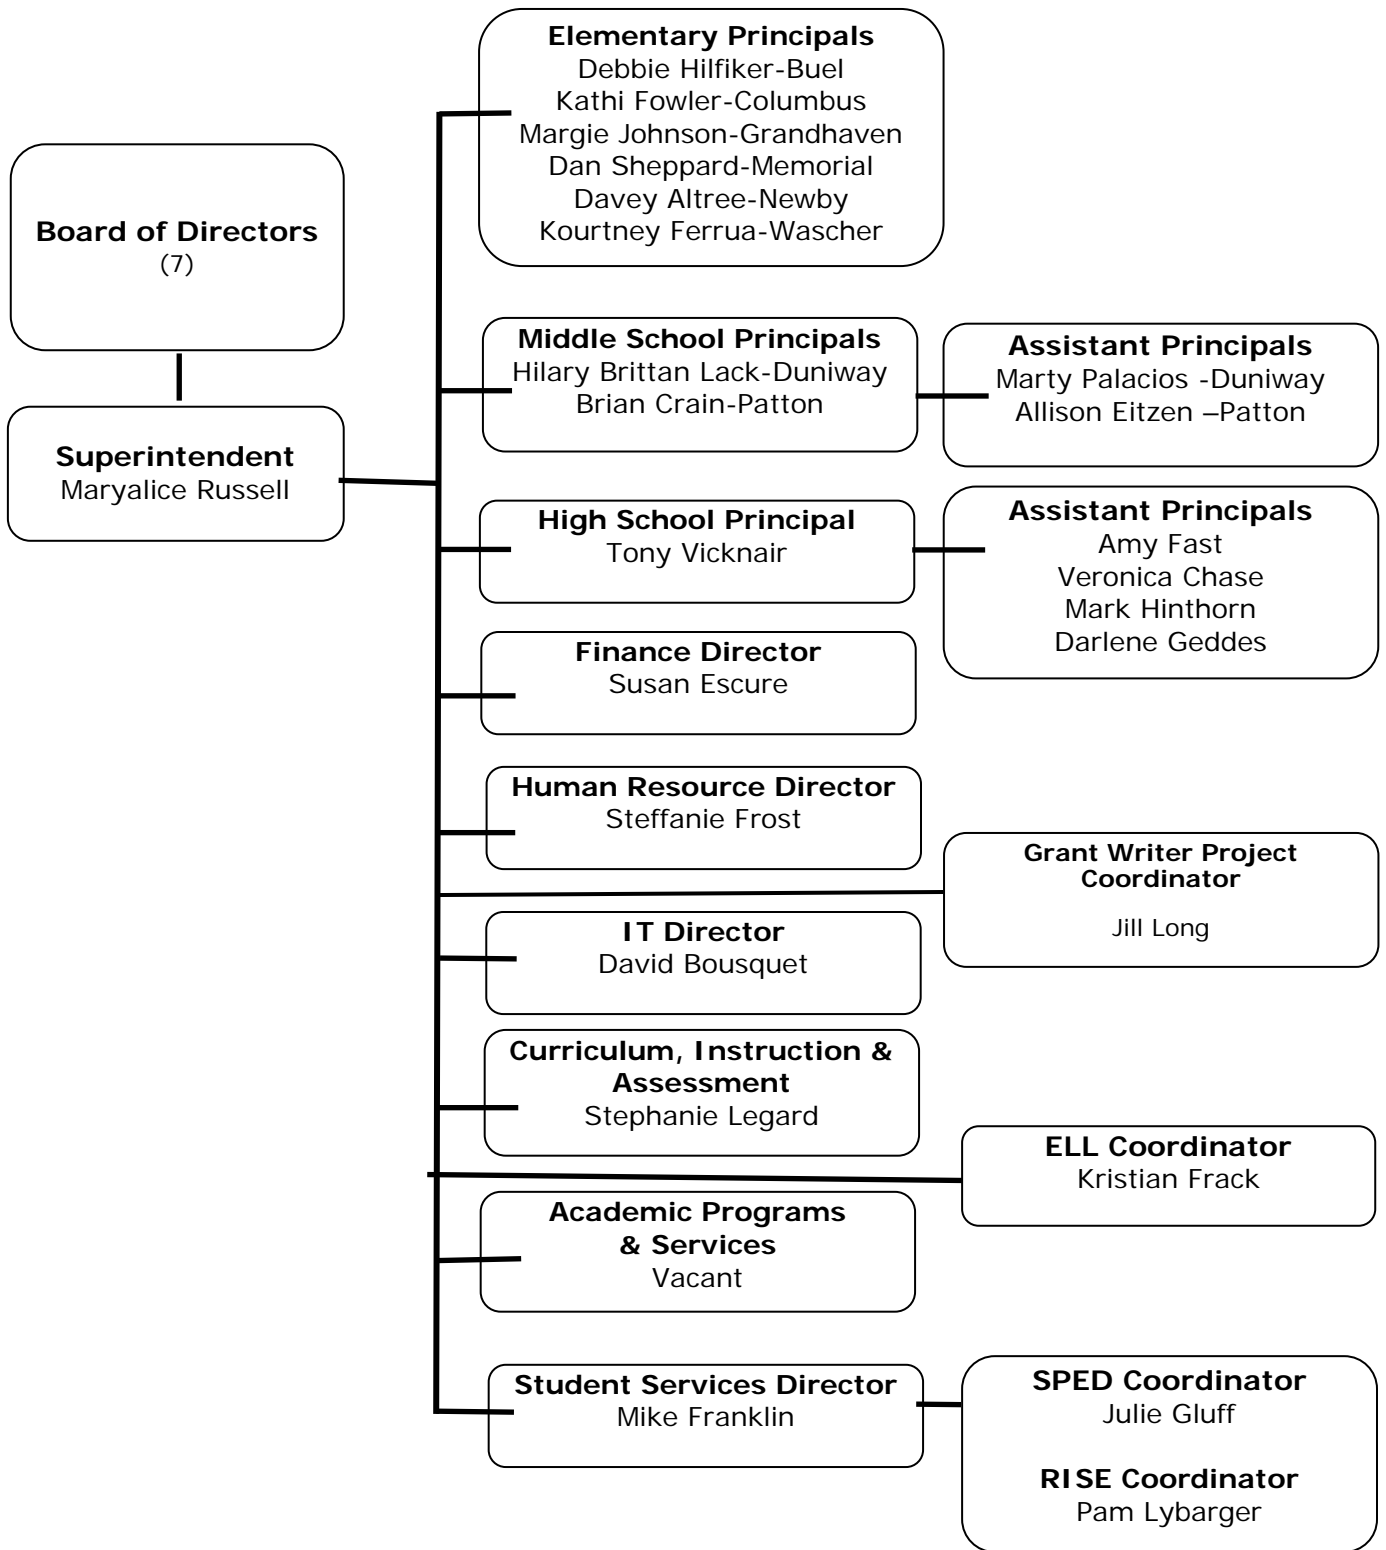 Elementary Principals
Debbie Hilfiker-Buel
Kathi Fowler-Columbus
Margie Johnson-Grandhaven
Dan Sheppard-Memorial
Davey Altree-Newby
Kourtney Ferrua-Wascher
Board of Directors
(7)
Superintendent
Maryalice Russell
Middle School Principals
Hilary Brittan Lack-Duniway
Brian Crain-Patton
Assistant Principals
Marty Palacios -Duniway
Allison Eitzen –Patton
High School Principal
Tony Vicknair
Assistant Principals
Amy Fast
Veronica Chase
Mark Hinthorn
Darlene Geddes
Finance Director
Susan Escure
Human Resource Director
Steffanie Frost
Grant Writer Project
Coordinator
Jill Long
IT Director
David Bousquet
Curriculum, Instruction &
Assessment
Stephanie Legard
ELL Coordinator
Kristian Frack
Academic Programs
& Services
Vacant
Student Services Director
Mike Franklin
SPED Coordinator
Julie Gluff
RISE Coordinator
Pam Lybarger